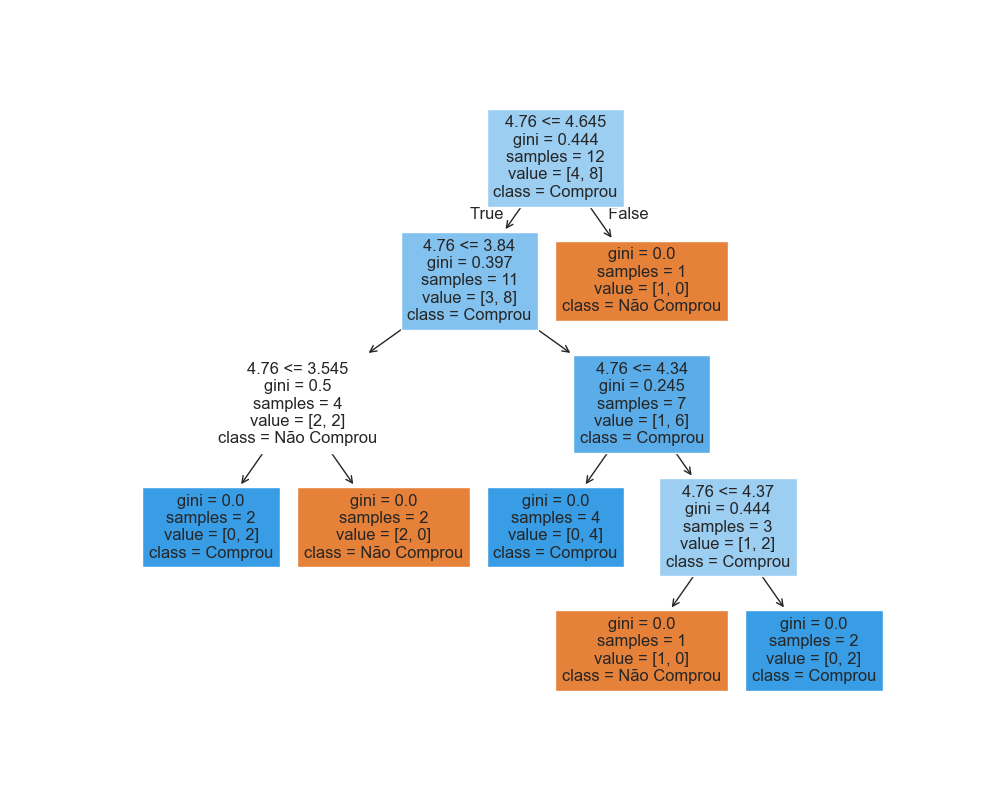 4.76 <= 4.645
gini = 0.444
samples = 12
value = [4, 8]
class = Comprou
True
False
4.76 <= 3.84
gini = 0.397
samples = 11
value = [3, 8]
class = Comprou
gini = 0.0
samples = 1
value = [1, 0]
class = Não Comprou
4.76 <= 3.545
gini = 0.5
samples = 4
value = [2, 2]
class = Não Comprou
4.76 <= 4.34
gini = 0.245
samples = 7
value = [1, 6]
class = Comprou
gini = 0.0
samples = 2
value = [0, 2]
class = Comprou
gini = 0.0
samples = 2
value = [2, 0]
class = Não Comprou
gini = 0.0
samples = 4
value = [0, 4]
class = Comprou
4.76 <= 4.37
gini = 0.444
samples = 3
value = [1, 2]
class = Comprou
gini = 0.0
samples = 1
value = [1, 0]
class = Não Comprou
gini = 0.0
samples = 2
value = [0, 2]
class = Comprou